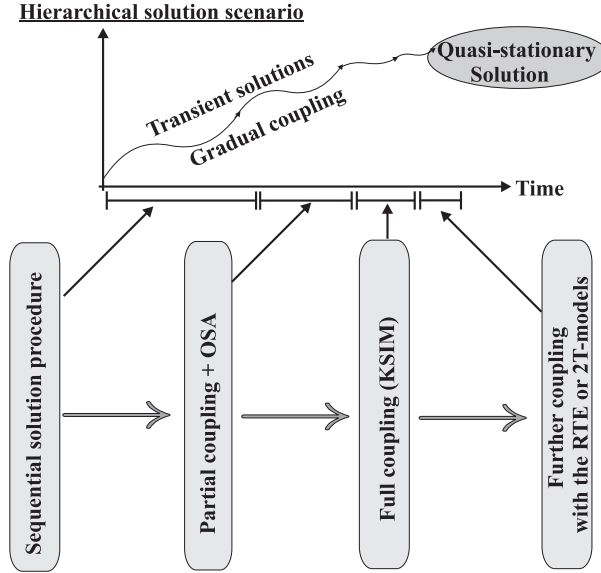 Hierarchical solution scenario
Quasi-stationary
Solution
Transient solutions
Gradual coupling
Time
Sequential solution procedure
Partial coupling + OSA
Full coupling (KSIM)
Further coupling
with the RTE or 2T-models